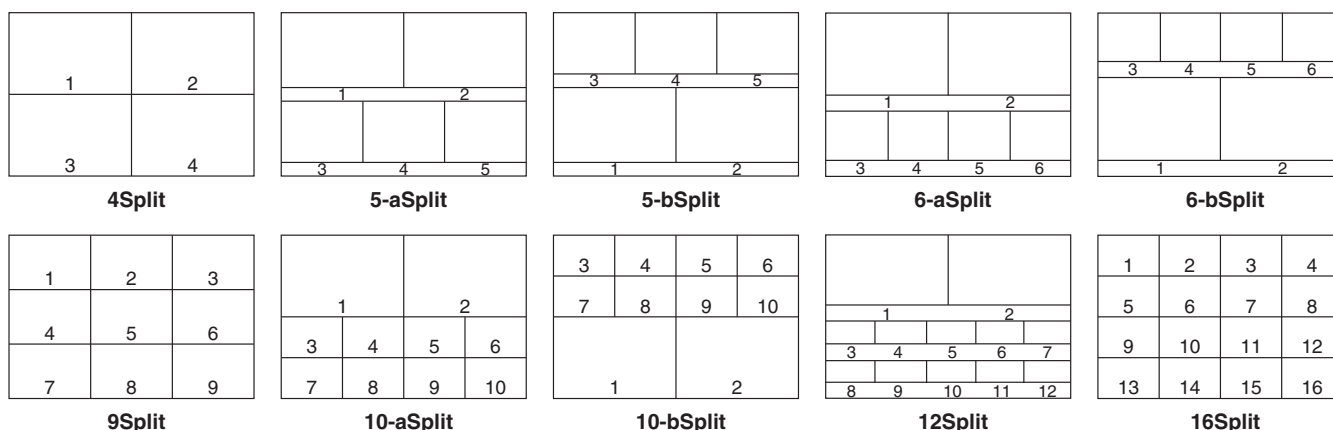 1 2
3 4
4Split
1 2
3 4 5
5-aSplit
3 4 5
1 2
5-bSplit
1 2
3 4 5 6
6-aSplit
3 4 5 6
1 2
6-bSplit
1 2 3
4 5 6
7 8 9
9Split
1 2
3 4 5 6
7 8 9 10
10-aSplit
3 4 5 6
7 8 9 10
1 2
10-bSplit
1 2
3 4 5 6 7
8 9 10 11 12
12Split
1 2 3 4
5 6 7 8
9 10 11 12
13 14 15 16
16Split